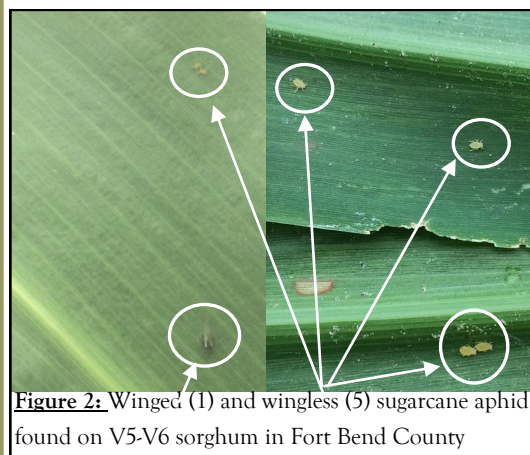 Figure 2: Winged (1) and wingless (5) sugarcane aphid
found on V5-V6 sorghum in Fort Bend County